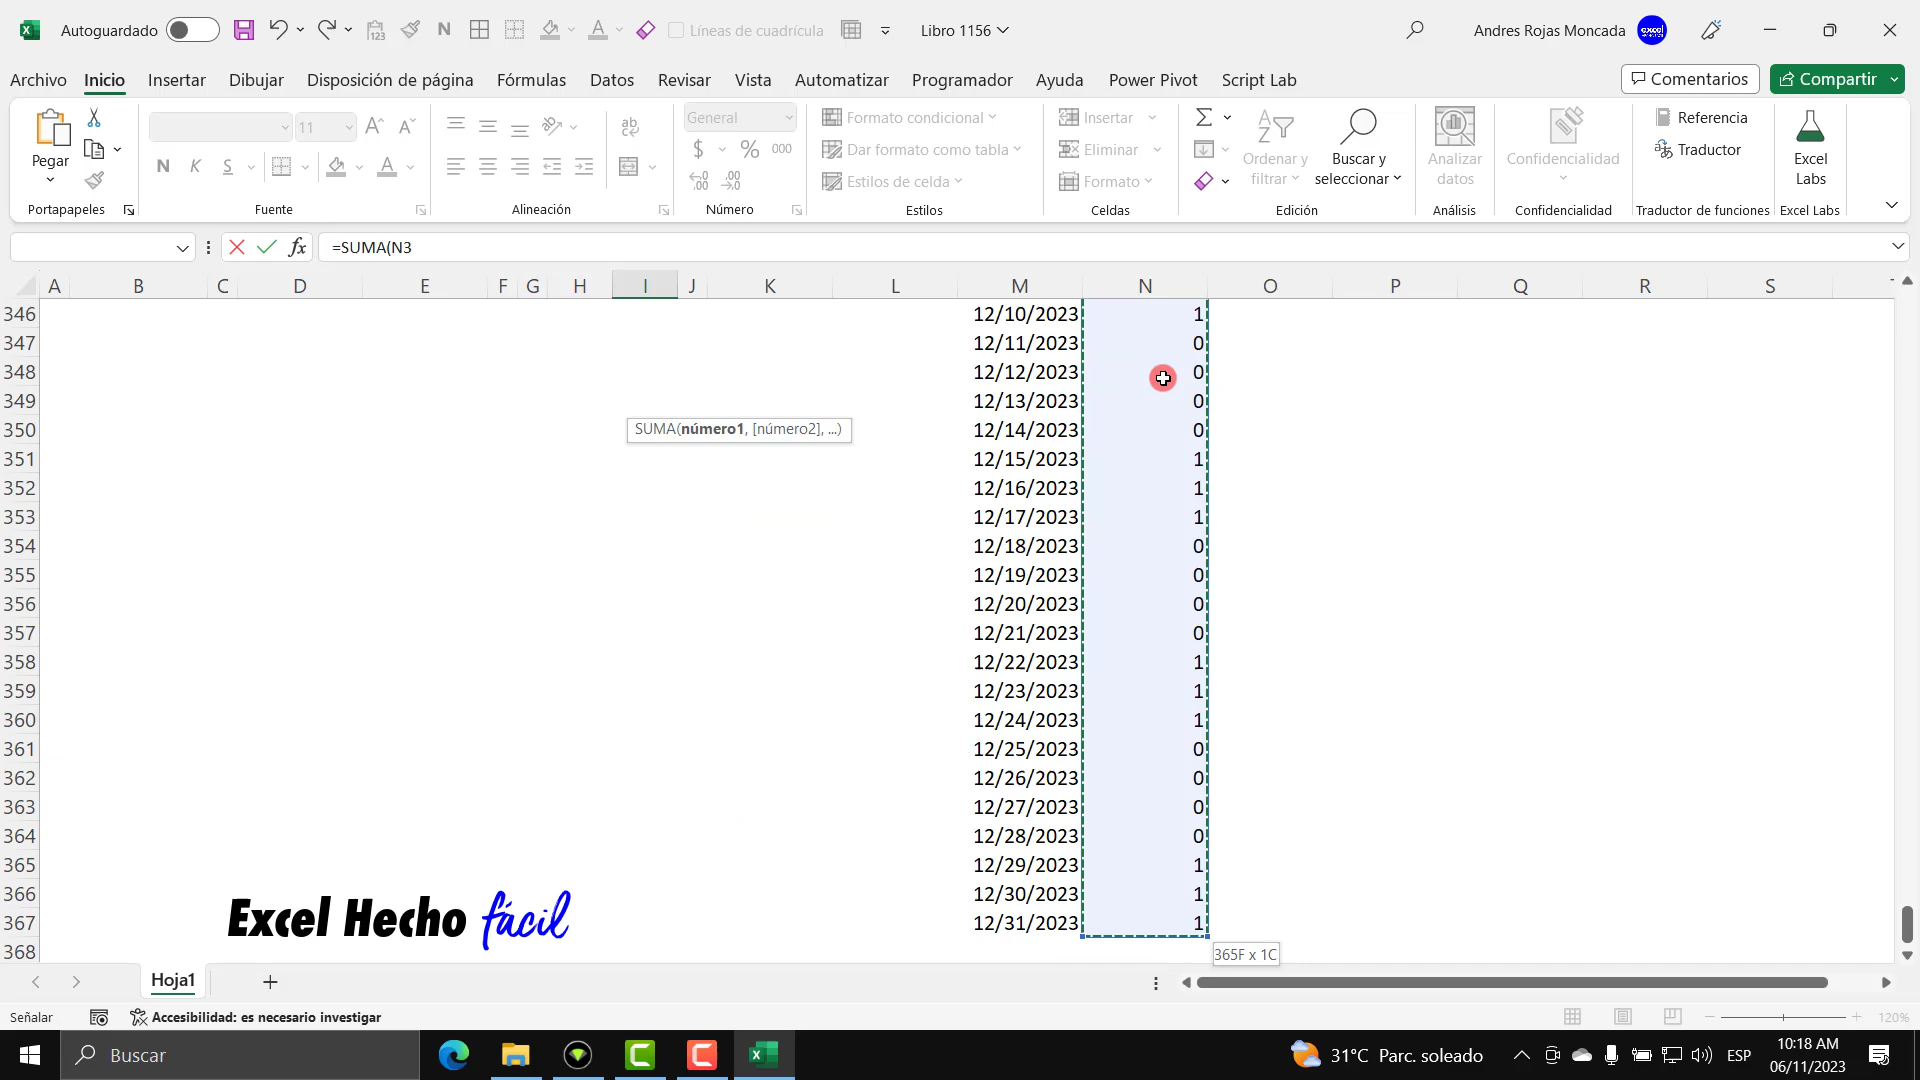 Autoguardado
N
Líneas de cuadrícula
Libro 1156
Andres Rojas Moncada
Archivo Inicio Insertar Dibujar Disposición de página Fórmulas Datos Revisar Vista Automatizar Programador Ayuda Power Pivot Script Lab
Comentarios
Compartir
Pegar
Portapapeles
11
N K S
Fuente
Alineación
General
$ % 000
Número
Formato condicional
Dar formato como tabla
Estilos de celda
Estilos
Insertar
Eliminar
Formato
Celdas
Ordenar y
filtrar
Buscar y
seleccionar
Edición
Analizar
datos
Análisis
Confidencialidad
Confidencialidad
Referencia
Traductor
Traductor de funciones
Excel
Labs
Excel Labs
fx
=SUMA(N3
A B C D E F G H I J K L M N O P Q R S
346 12/10/2023 1
347 12/11/2023 0
348 12/12/2023 0
349 12/13/2023 0
350 12/14/2023 0
SUMA(número1, [número2], ...)
351 12/15/2023 1
352 12/16/2023 1
353 12/17/2023 1
354 12/18/2023 0
355 12/19/2023 0
356 12/20/2023 0
357 12/21/2023 0
358 12/22/2023 1
359 12/23/2023 1
360 12/24/2023 1
361 12/25/2023 0
362 12/26/2023 0
363 12/27/2023 0
364 12/28/2023 0
365 12/29/2023 1
366 12/30/2023 1
367 12/31/2023 1
368
Excel Hecho fácil
365F x 1C
Hoja1
Señalar
Accesibilidad: es necesario investigar
120%
Buscar
31°C Parc. soleado
ESP
10:18 AM
06/11/2023